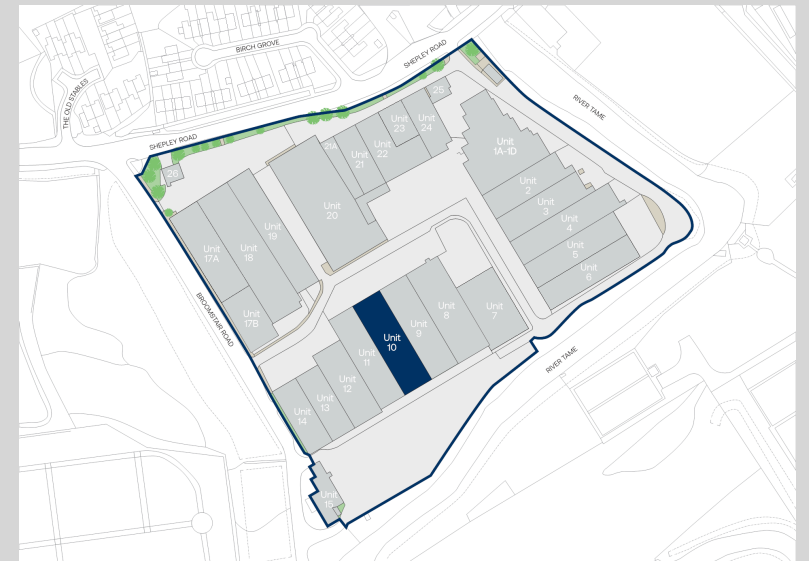 BIRCH GROVE
SHEPLEY ROAD
THE OLD STABLES
RIVER TAME
SHEPLEY ROAD
25
Unit
23
Unit
24
Unit
1A-1D
21A
Unit
21
Unit
22
26
Unit
2
Unit
3
Unit
20
Unit
4
Unit
19
Unit
5
Unit
17A
Unit
18
Unit
6
BROOMSTAIR ROAD
Unit
17B
Unit
8
Unit
7
Unit
9
Unit
10
Unit
11
RIVER TAME
Unit
12
Unit
13
Unit
14
Unit
15